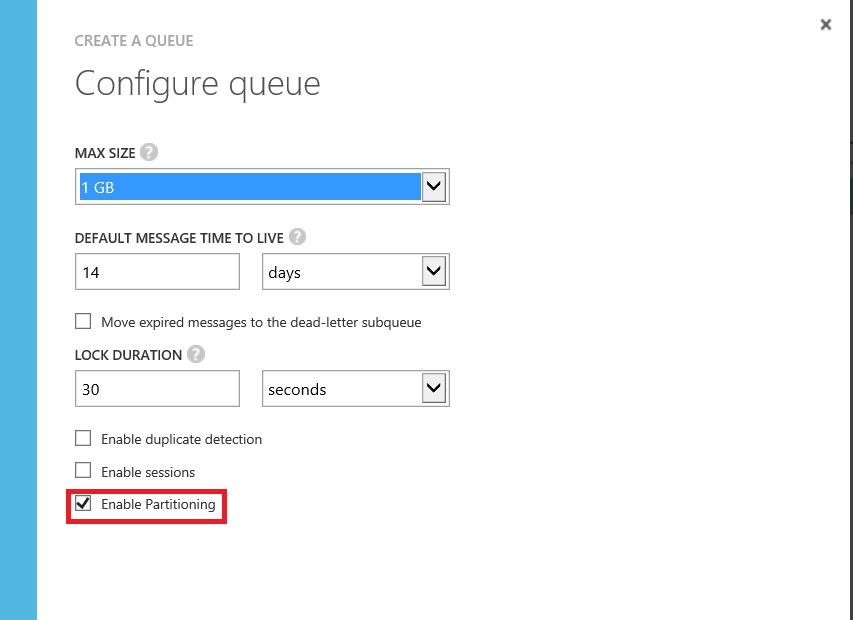 CREATE A QUEUE
Configure queue
MAX SIZE ?
1 GB
DEFAULT MESSAGE TIME TO LIVE ?
14 days
Move expired messages to the dead-letter subqueue
LOCK DURATION ?
30 seconds
Enable duplicate detection
Enable sessions
Enable Partitioning